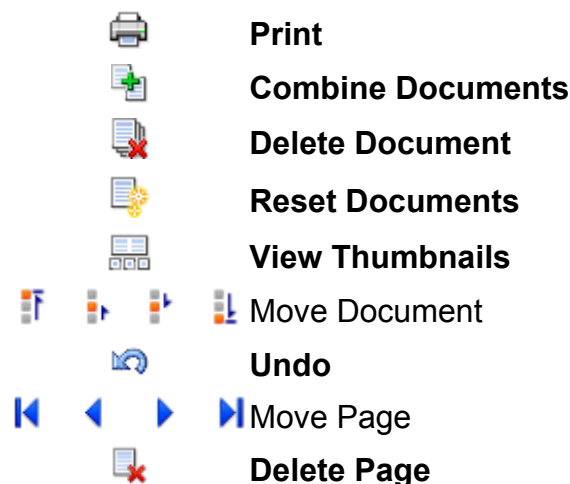 Print
Combine Documents
Delete Document
Reset Documents
View Thumbnails
Move Document
Undo
Move Page
Delete Page